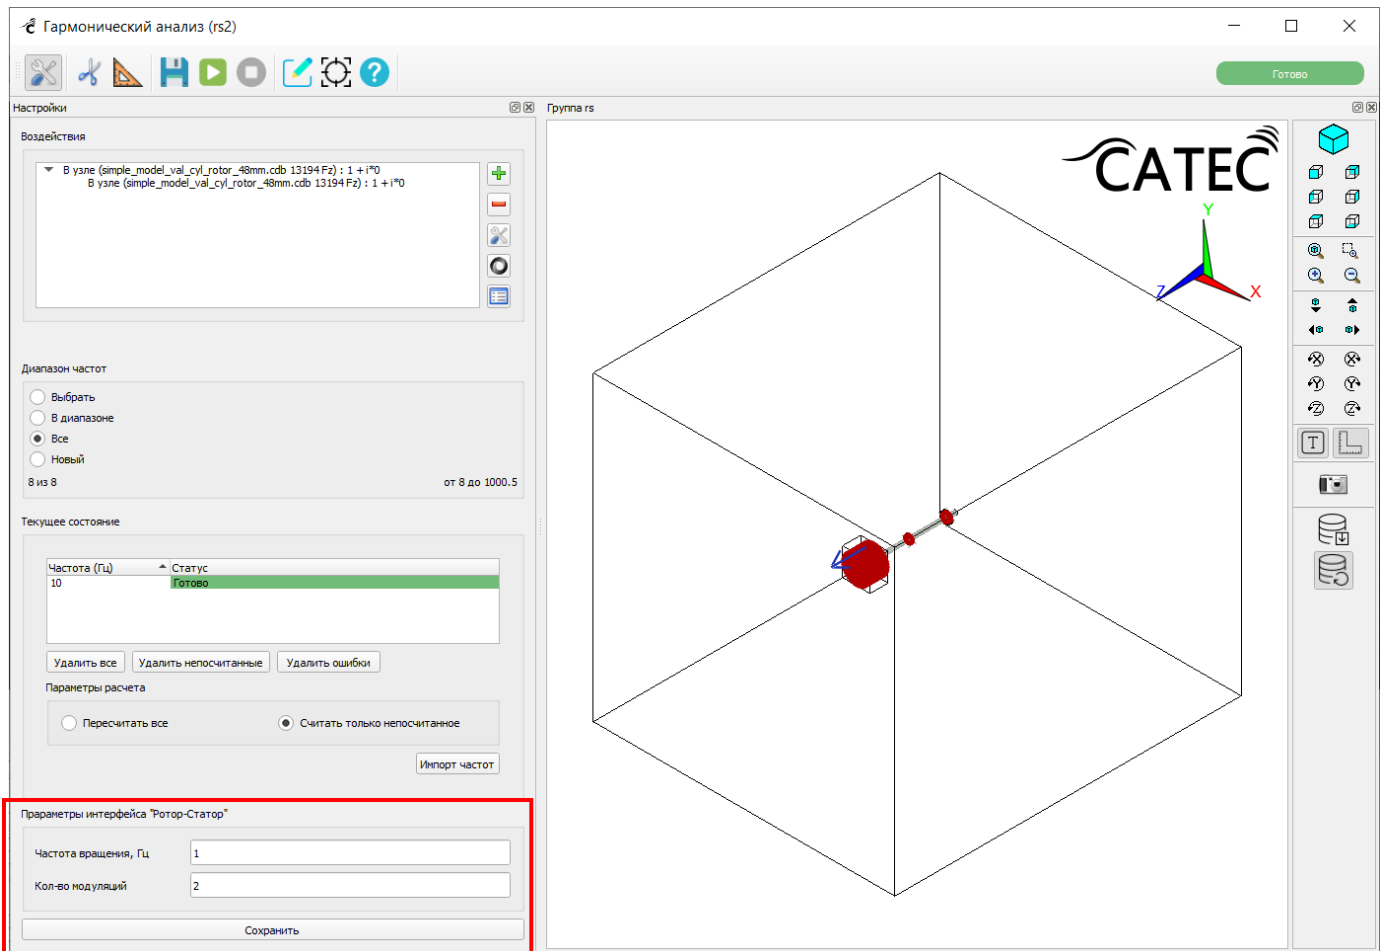 Гармонический анализ (rs2)
Готово
Настройки
Группа rs
Воздействия
В узле (simple_model_val_cyl_rotor_48mm.cdb 13194 Fz) : 1 + i*0
В узле (simple_model_val_cyl_rotor_48mm.cdb 13194 Fz) : 1 + i*0
CATEC
Y
Z
X
Диапазон частот
Выбрать
В диапазоне
Все
Новый
8 из 8
от 8 до 1000.5
Текущее состояние
Частота (Гц) Статус
10 Готово
Удалить все Удалить непосчитанные Удалить ошибки
Параметры расчета
Пересчитать все Считать только непосчитанное
Импорт частот
Прараметры интерфейса "Ротор-Статор"
Частота вращения, Гц 1
Кол-во модуляций 2
Сохранить
X X
Y Y
Z Z
T